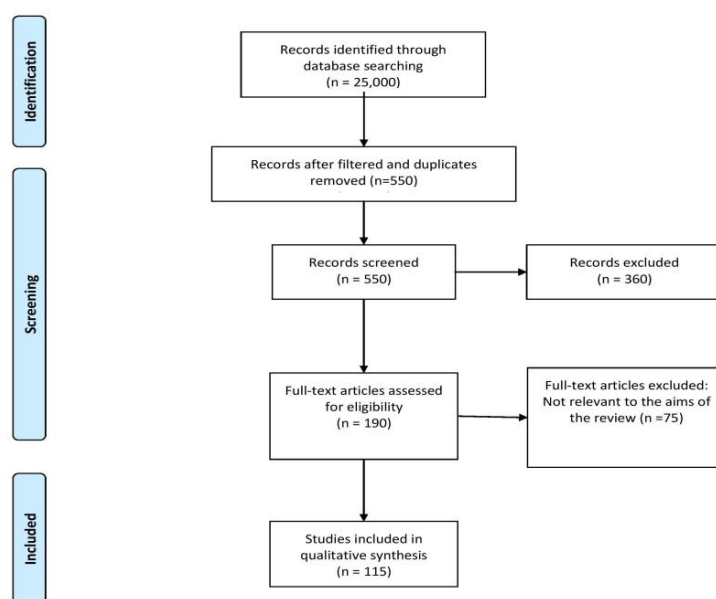 Identification
Records identified through
database searching
(n = 25,000)
Records after filtered and duplicates
removed (n=550)
Screening
Records screened
(n = 550)
Records excluded
(n = 360)
Full-text articles assessed
for eligibility
(n = 190)
Full-text articles excluded:
Not relevant to the aims of
the review (n =75)
Included
Studies included in
qualitative synthesis
(n = 115)